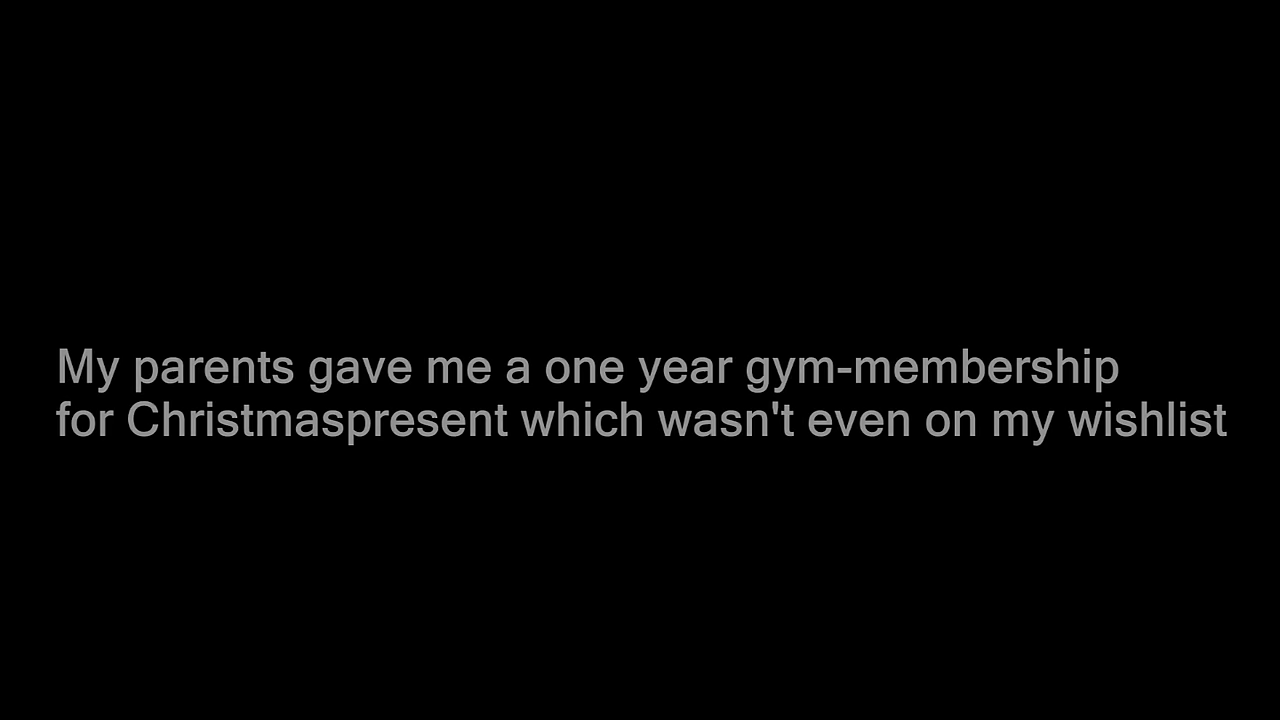 My parents gave me a one year gym-membership
for Christmaspresent which wasn't even on my wishlist